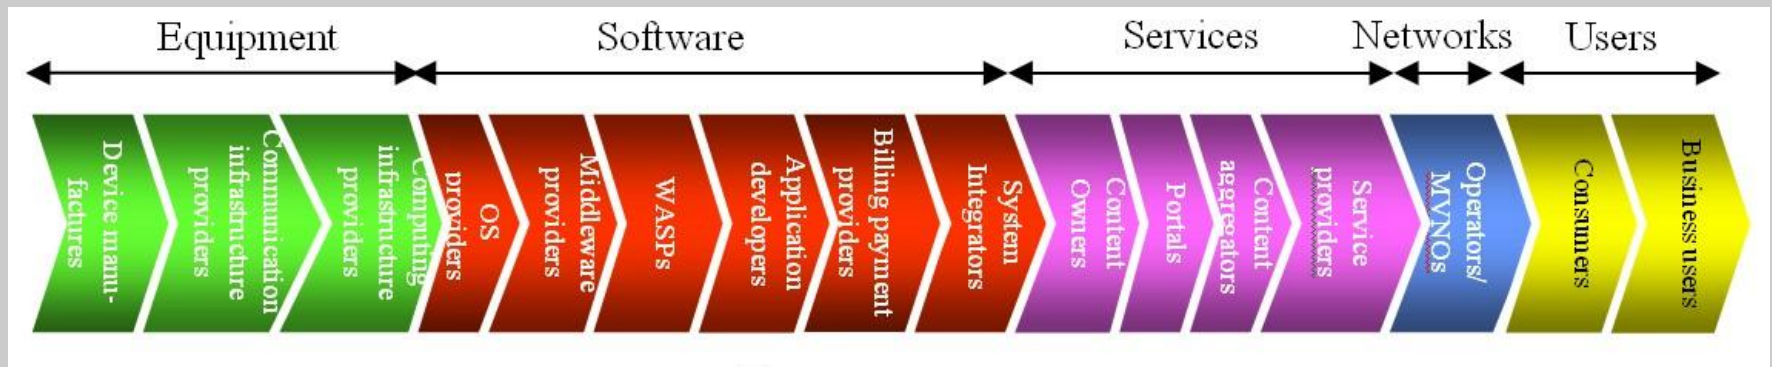 Equipment
Software
Services
Networks
Users
Device manu-
factures
Communication
infrastructure
providers
Computing
infrastructure
providers
OS
providers
Middleware
providers
WASPs
Application
developers
Billing payment
providers
System
Integrators
Content
Owners
Portals
Content
aggregators
Service
providers
Operators/
MVNOs
Consumers
Business users